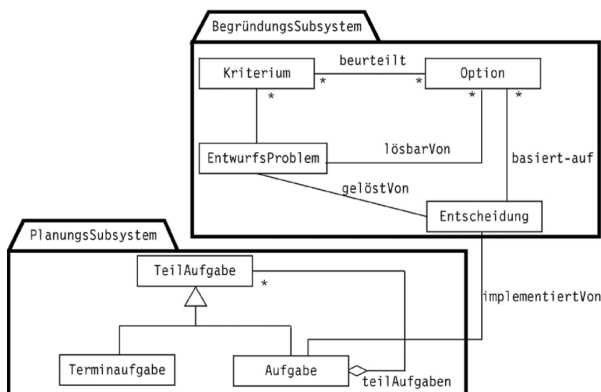 BegründungsSubsystem
Kriterium
beurteilt
Option
*
*
*
*
*
EntwurfsProblem
lösbarVon
basiert-auf
gelöstVon
Entscheidung
PlanungsSubsystem
TeilAufgabe
*
implementiertVon
Terminaufgabe
Aufgabe
teilAufgaben